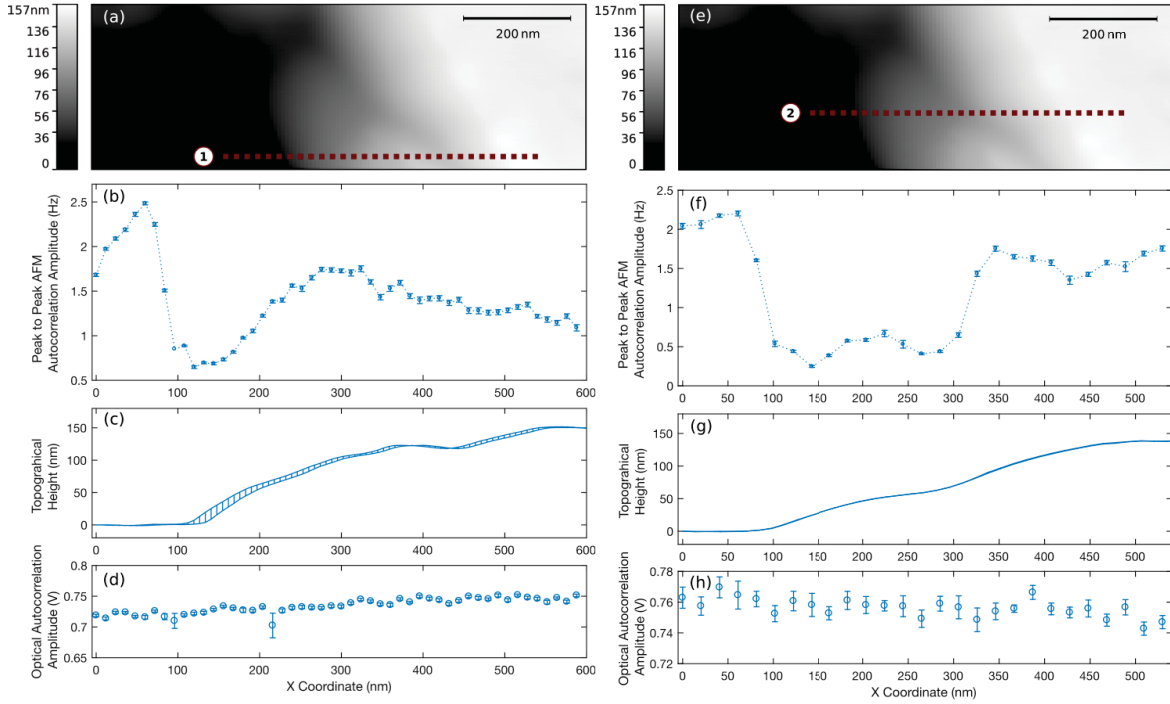 157nm
136
116
96
76
56
36
0
(a)
200 nm
1
(b)
Peak to Peak AFM
Autocorrelation Amplitude (Hz)
2.5
2
1.5
1
0.5
0 100 200 300 400 500 600
(c)
Topograhical
Height (nm)
150
100
50
0
0 100 200 300 400 500 600
(d)
Optical Autocorrelation
Amplitude (V)
0.8
0.75
0.7
0.65
0 100 200 300 400 500 600
X Coordinate (nm)
157nm
136
116
96
76
56
36
0
(e)
200 nm
2
(f)
Peak to Peak AFM
Autocorrelation Amplitude (Hz)
2.5
2
1.5
1
0.5
0
0 50 100 150 200 250 300 350 400 450 500
(g)
Topograhical
Height (nm)
150
100
50
0
0 50 100 150 200 250 300 350 400 450 500
(h)
Optical Autocorrelation
Amplitude (V)
0.78
0.76
0.74
0.72
0 50 100 150 200 250 300 350 400 450 500
X Coordinate (nm)